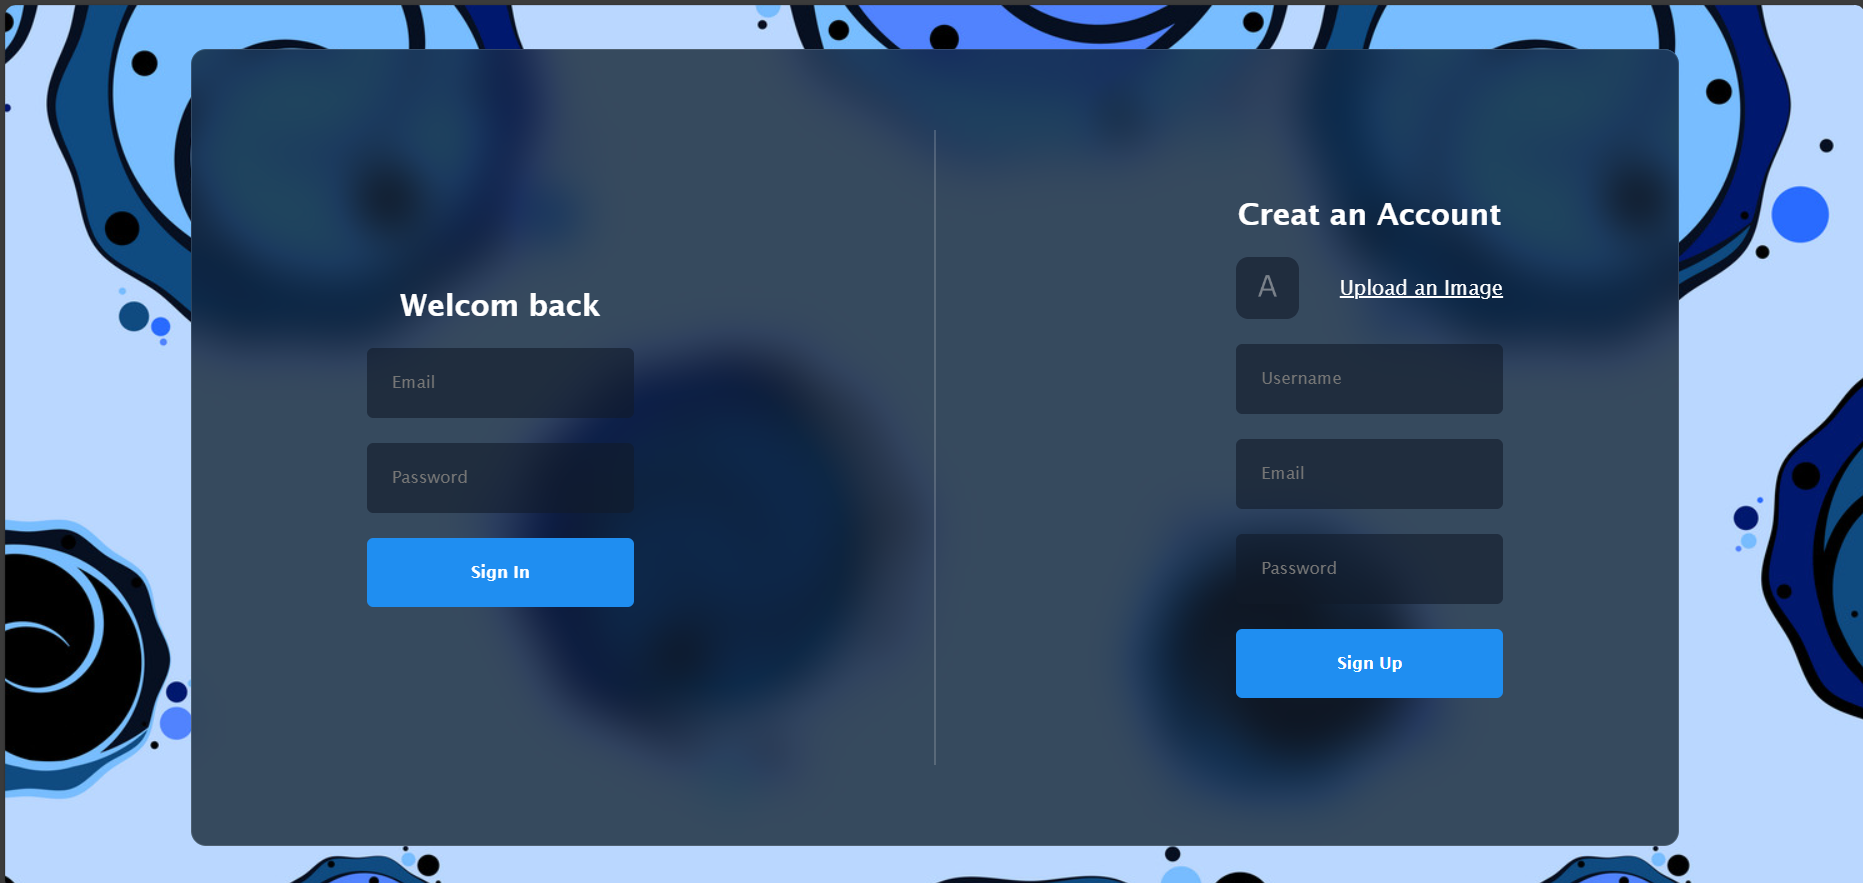 Welcom back
Email
Password
Sign In
Creat an Account
A
Upload an Image
Username
Email
Password
Sign Up